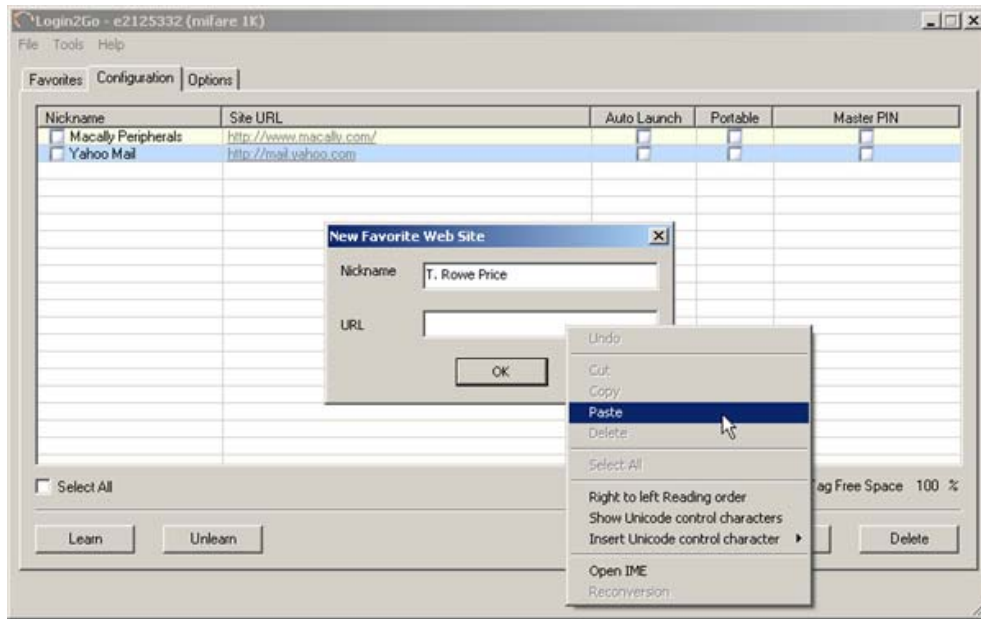 Login2Go - e2125332 (mifare 1K)
File Tools Help
Favorites Configuration Options
Nickname Site URL Auto Launch Portable Master PIN
Macally Peripherals http://www.macally.com/
Yahoo Mail http://mail.yahoo.com
New Favorite Web Site
Nickname T. Rowe Price
URL
OK
Undo
Cut
Copy
Paste
Delete
Select All
Right to left Reading order
Show Unicode control characters
Insert Unicode control character
Open IME
Reconversion
Select All
ag Free Space 100 %
Learn Unlearn Delete